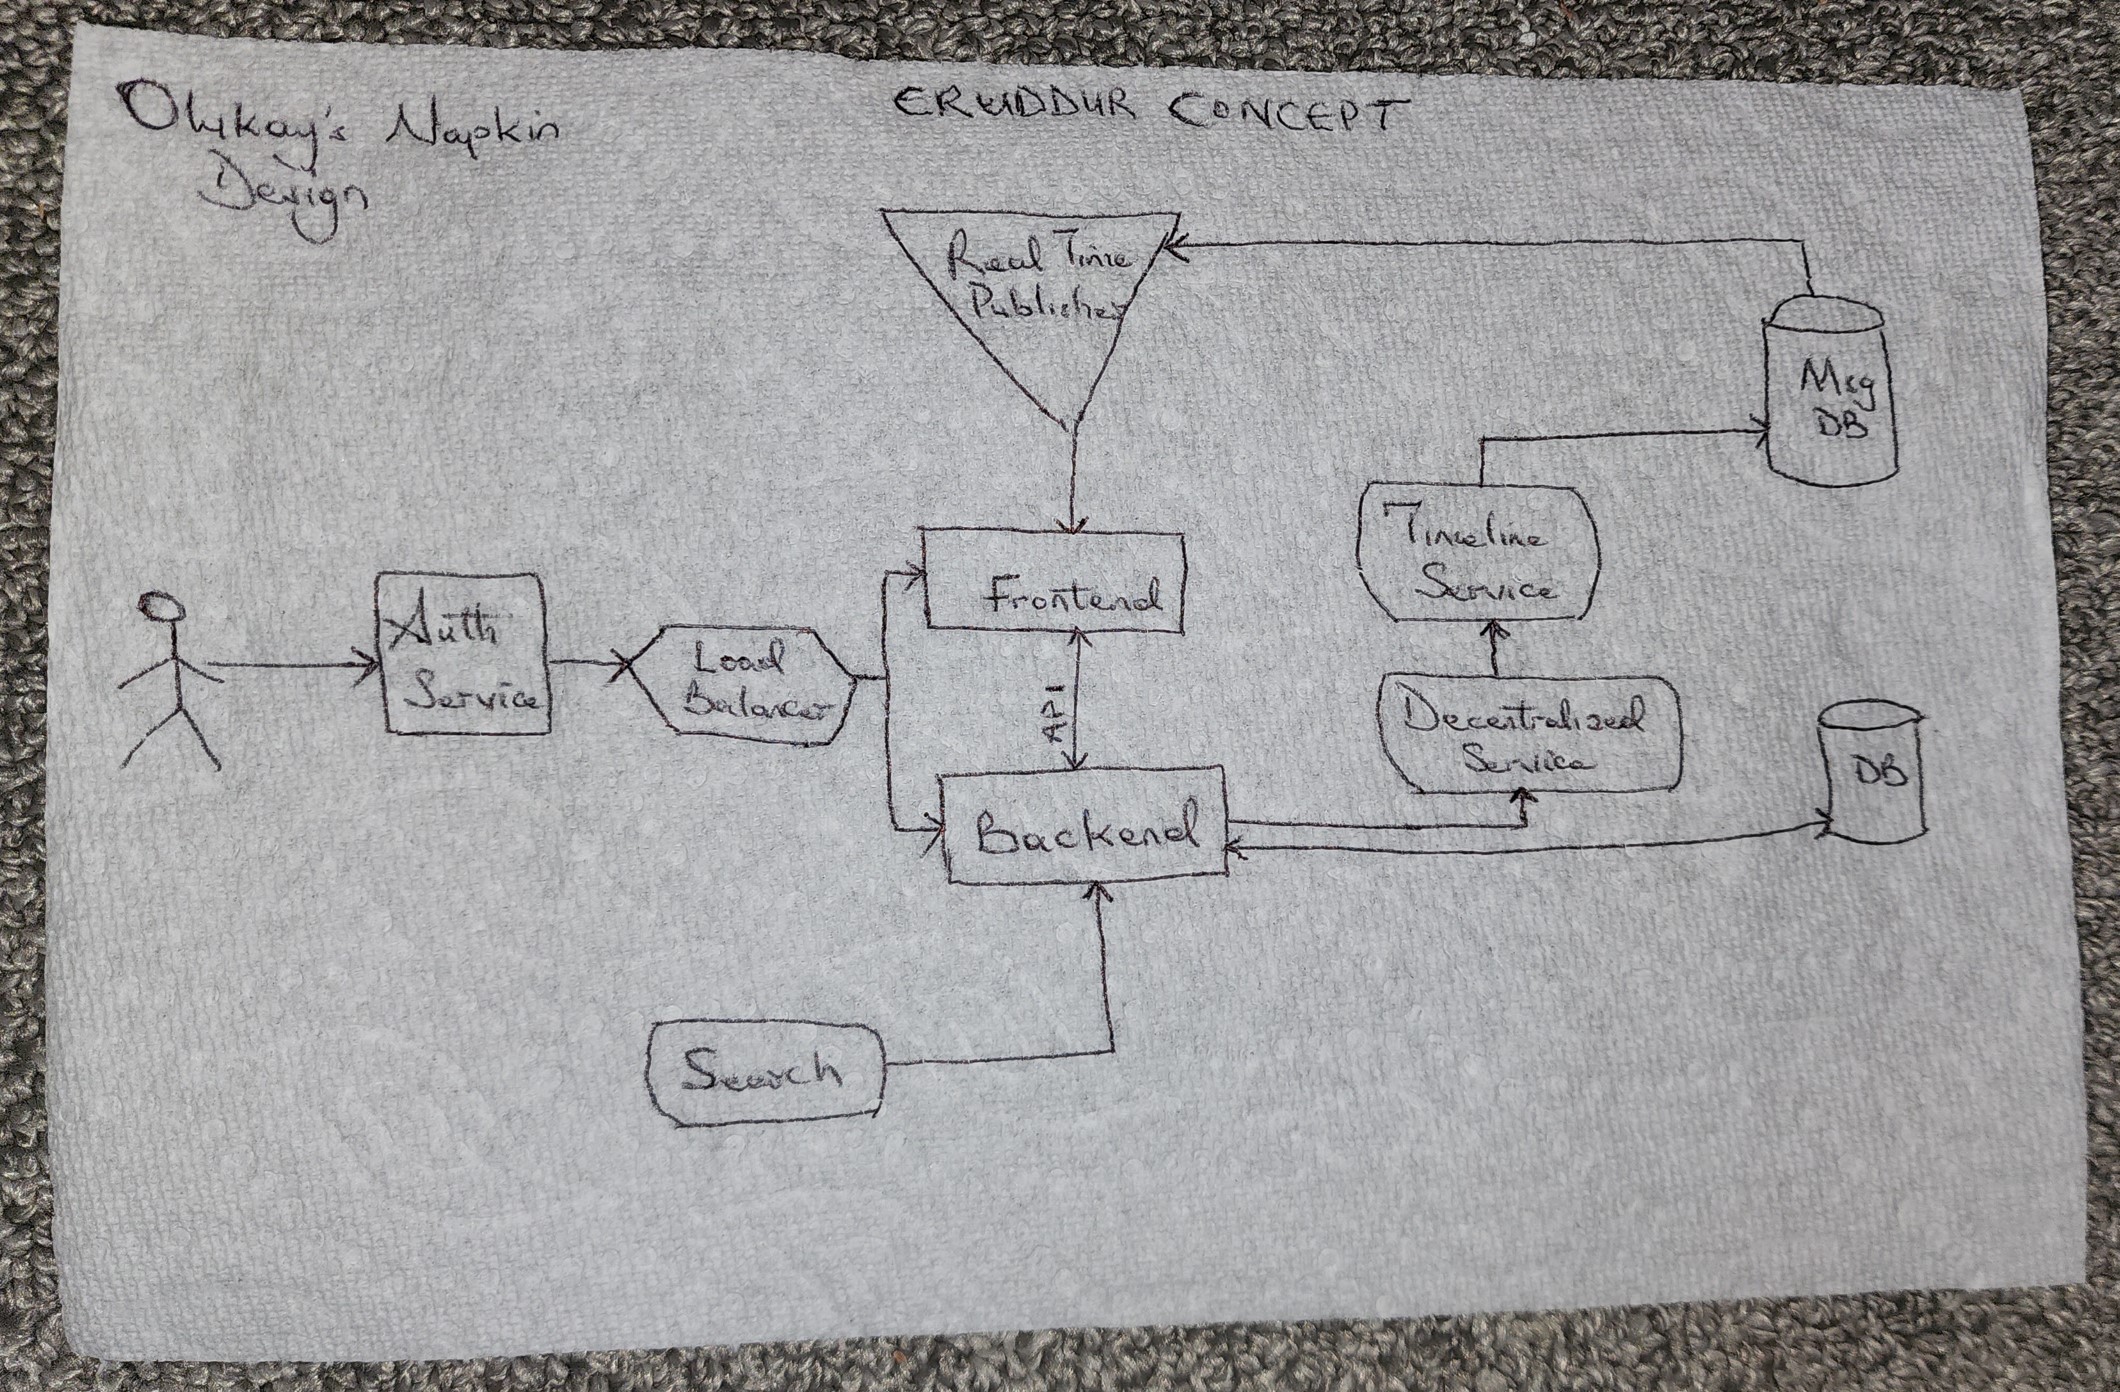 Olukay's Napkin
Design
CRUDDUR CONCEPT
Real Time
Publisher
Msg
DB
Timeline
Service
Frontend
Auth
Service
Load
Balancer
API
Decentralized
Service
DB
Backend
Search